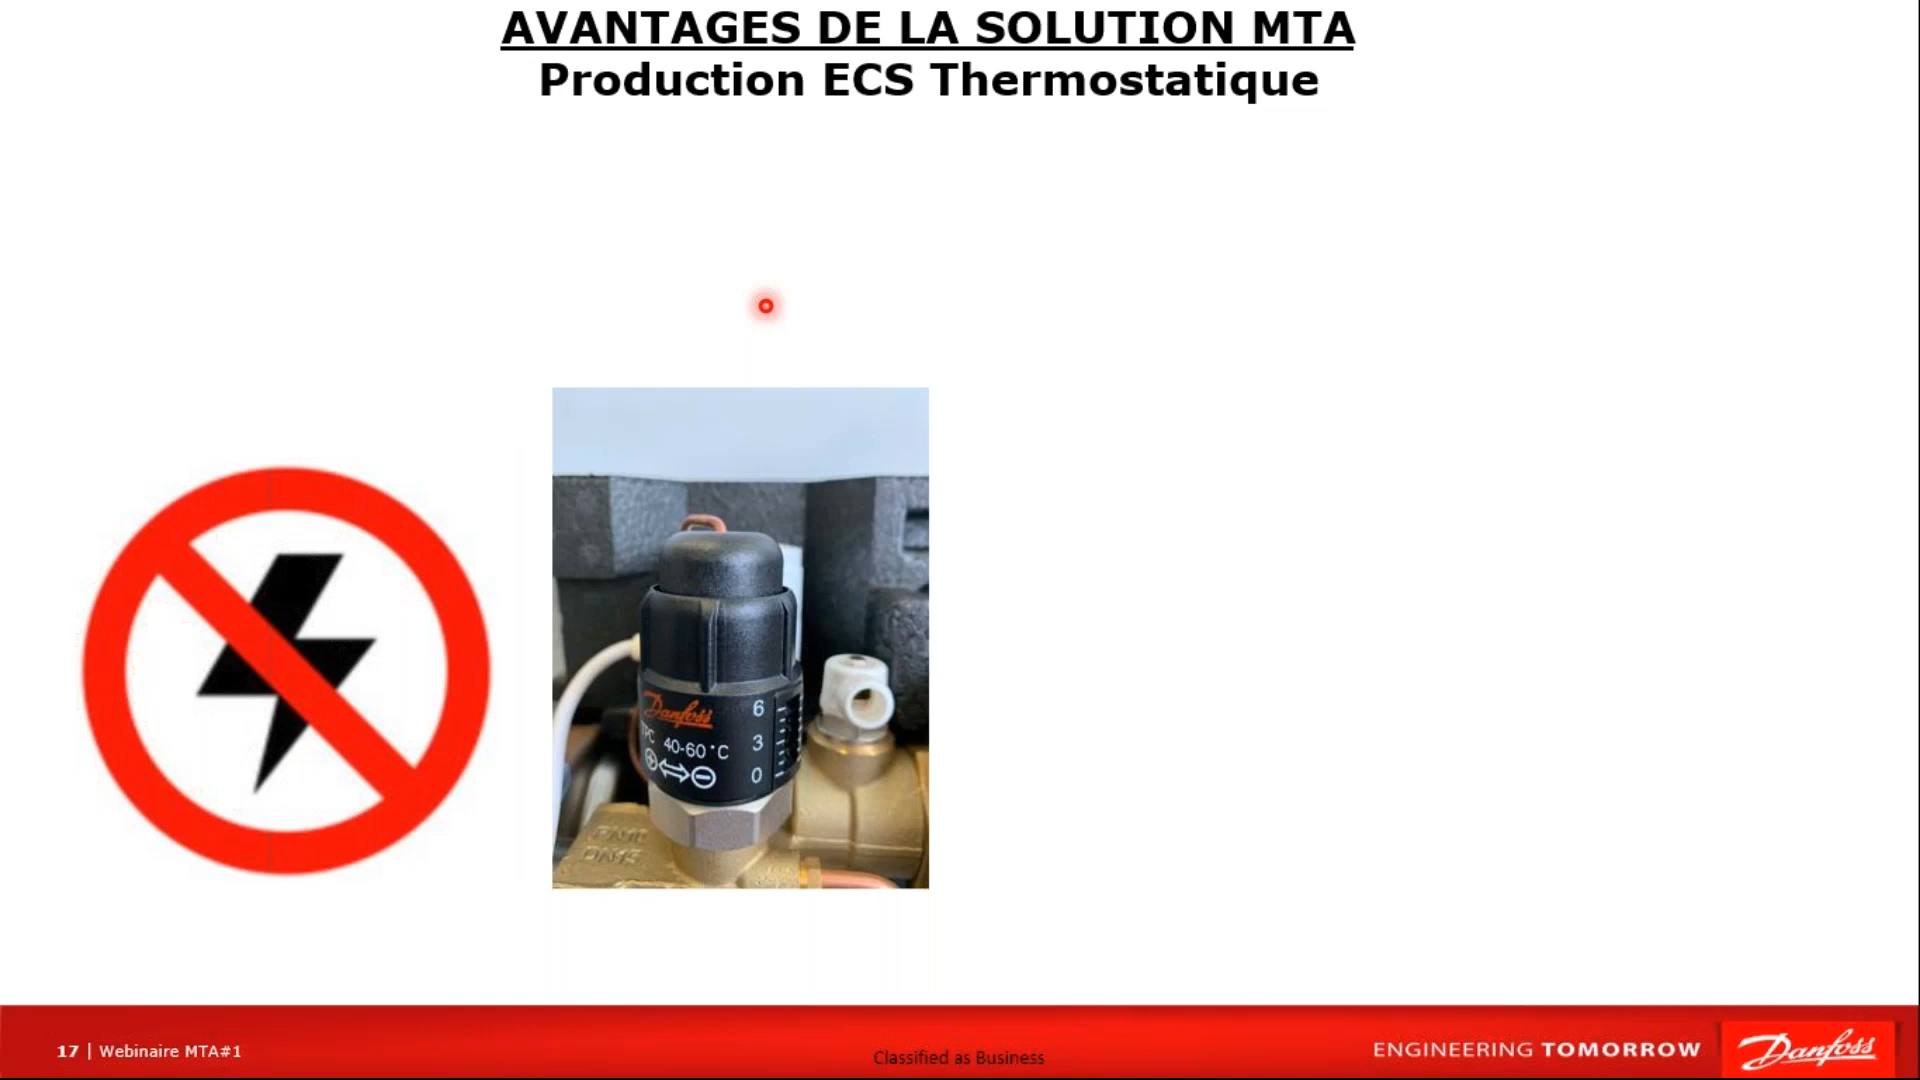 AVANTAGES DE LA SOLUTION MTA
Production ECS Thermostatique
Danfoss
6
40-60°C
3
0
DN15
17 | Webinaire MTA#1
Classified as Business
ENGINEERING TOMORROW
Danfoss